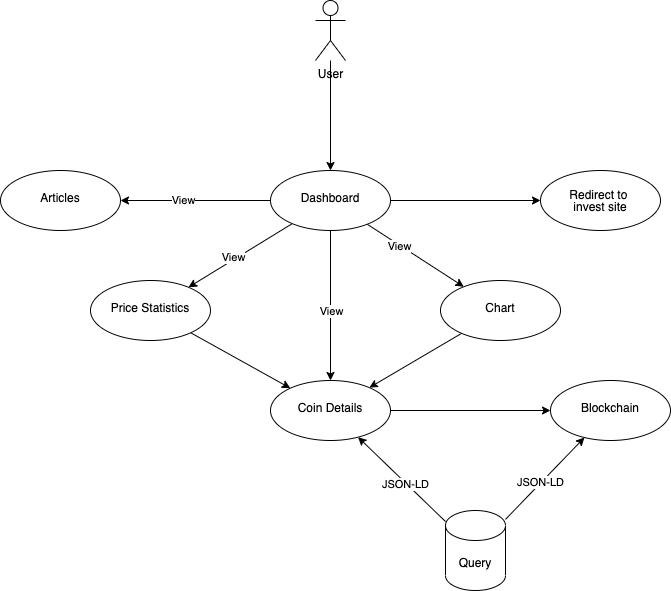 User
Articles
View
Dashboard
Redirect to
invest site
View
View
Price Statistics
View
Chart
Coin Details
Blockchain
JSON-LD
JSON-LD
Query